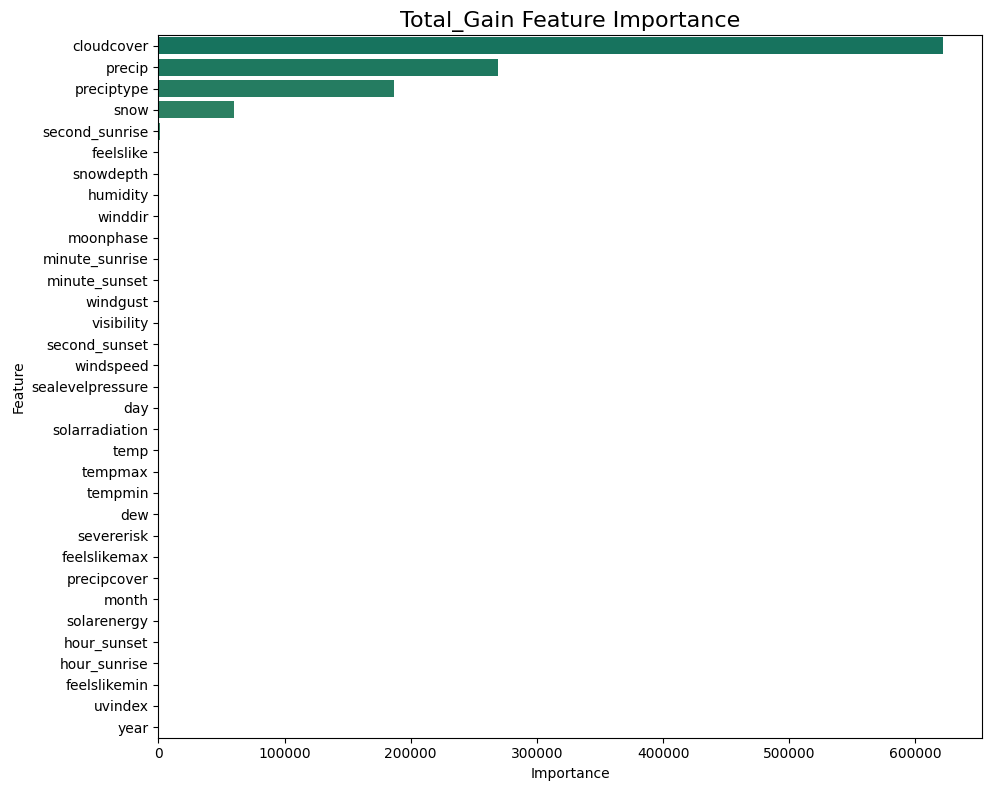 Total_Gain Feature Importance
cloudcover
precip
preciptype
snow
second_sunrise
feelslike
snowdepth
humidity
winddir
moonphase
minute_sunrise
minute_sunset
windgust
visibility
second_sunset
windspeed
sealevelpressure
day
solarradiation
temp
tempmax
tempmin
dew
severerisk
feelslikemax
precipcover
month
solarenergy
hour_sunset
hour_sunrise
feelslikemin
uvindex
year
Feature
0 100000 200000 300000 400000 500000 600000
Importance